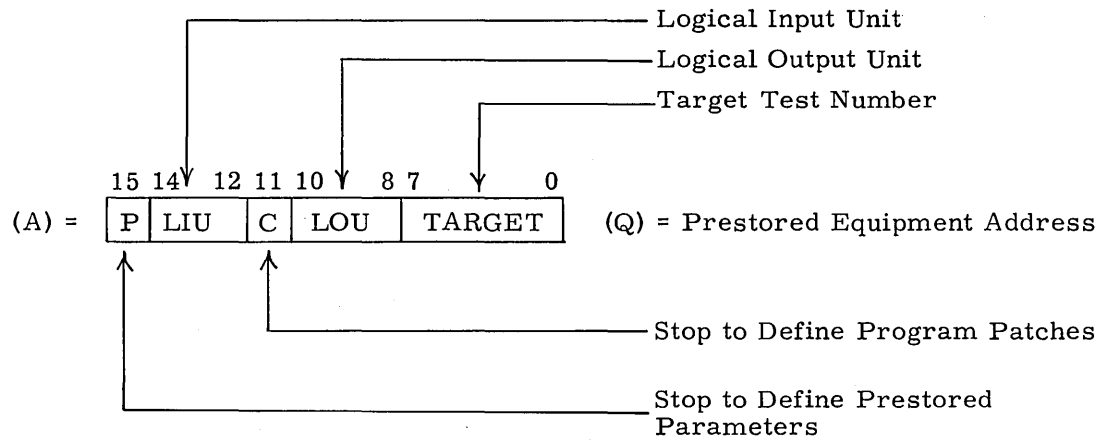 Logical Input Unit
Logical Output Unit
Target Test Number
15 14 12 11 10 8 7 0
(A) = P LIU C LOU TARGET (Q) = Prestored Equipment Address
Stop to Define Program Patches
Stop to Define Prestored
Parameters